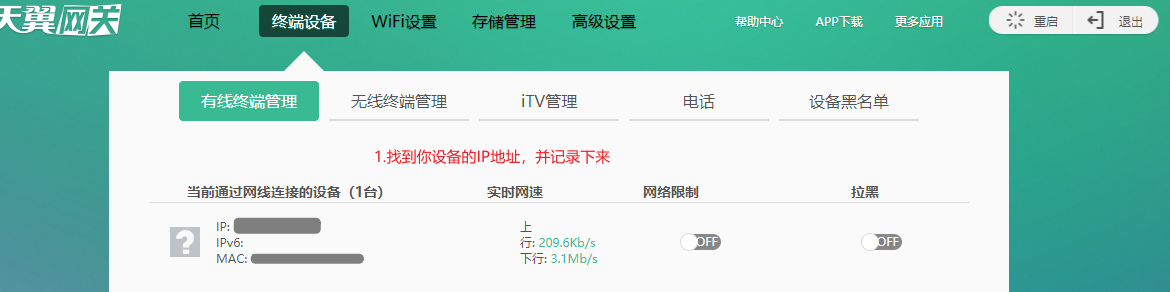 天翼网关 首页 终端设备 WiFi设置 存储管理 高级设置 帮助中心 APP下载 更多应用 重启 退出
有线终端管理 无线终端管理 iTV管理 电话 设备黑名单
1.找到你设备的IP地址，并记录下来
当前通过网线连接的设备（1台） 实时网速 网络限制 拉黑
IP: 上
IPv6: 行: 209.6Kb/s OFF OFF
MAC: 下行: 3.1Mb/s